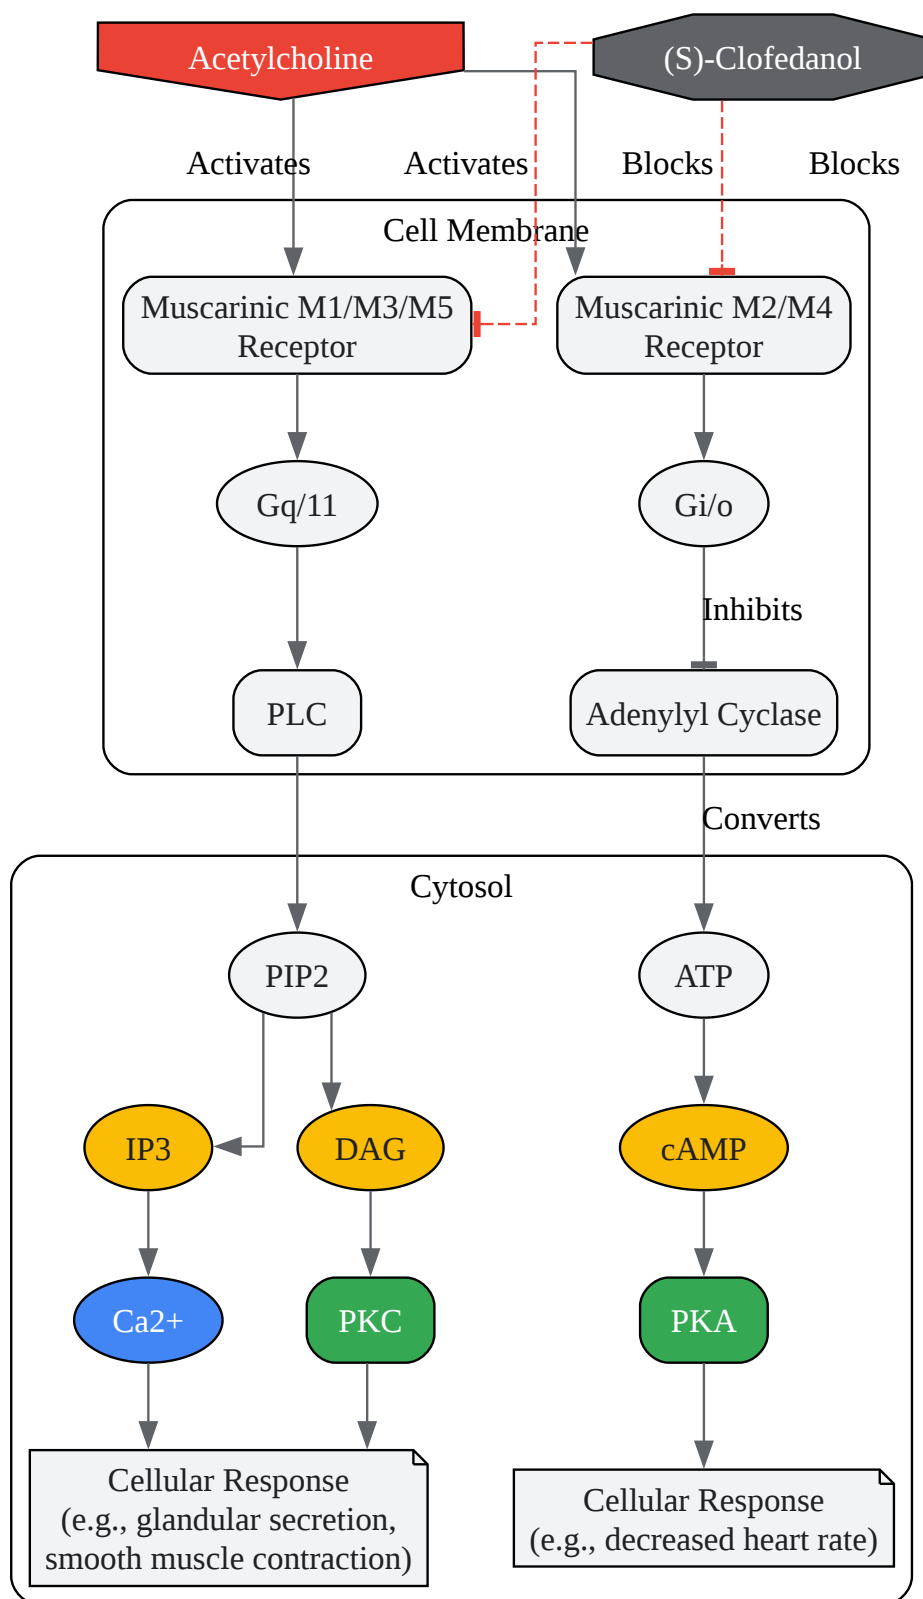 Acetylcholine
(S)-Clofedanol
Activates
Activates
Blocks
Blocks
Cell Membrane
Muscarinic M1/M3/M5
Receptor
Muscarinic M2/M4
Receptor
Gq/11
Gi/o
Inhibits
PLC
Adenylyl Cyclase
Converts
Cytosol
PIP2
ATP
IP3
DAG
cAMP
Ca2+
PKC
PKA
Cellular Response
(e.g., glandular secretion,
smooth muscle contraction)
Cellular Response
(e.g., decreased heart rate)